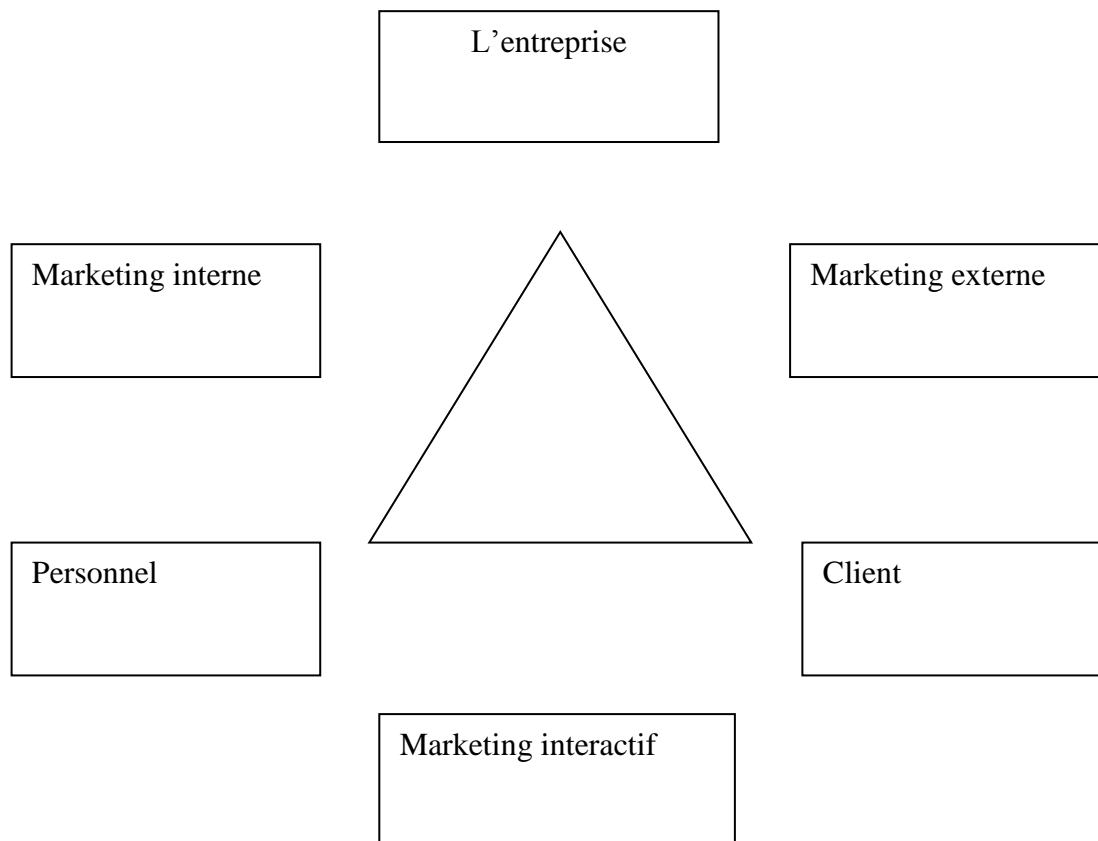 L’entreprise
Marketing interne
Marketing externe
Personnel
Client
Marketing interactif